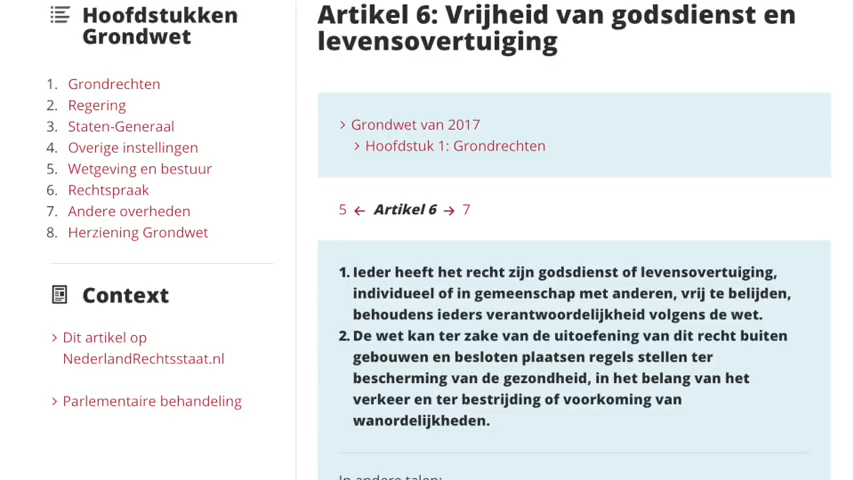 Hoofdstukken
Grondwet
1. Grondrechten
2. Regering
3. Staten-Generaal
4. Overige instellingen
5. Wetgeving en bestuur
6. Rechtspraak
7. Andere overheden
8. Herziening Grondwet
Context
> Dit artikel op
NederlandRechtsstaat.nl
> Parlementaire behandeling
Artikel 6: Vrijheid van godsdienst en
levensovertuiging
> Grondwet van 2017
> Hoofdstuk 1: Grondrechten
5 ← Artikel 6 → 7
1. Ieder heeft het recht zijn godsdienst of levensovertuiging,
individueel of in gemeenschap met anderen, vrij te belijden,
behoudens ieders verantwoordelijkheid volgens de wet.
2. De wet kan ter zake van de uitoefening van dit recht buiten
gebouwen en besloten plaatsen regels stellen ter
bescherming van de gezondheid, in het belang van het
verkeer en ter bestrijding of voorkoming van
wanordelijkheden.
In andere talen: